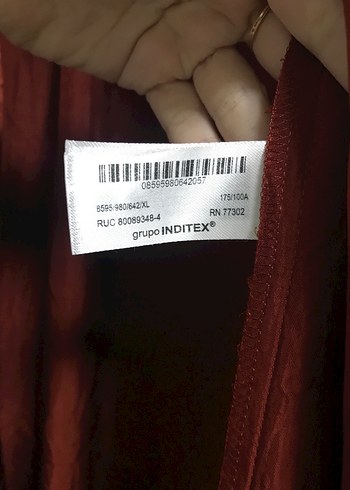 08595980642057
8595/980/642/XL 175/100A
RUC 80089348-4 RN 77302
grupo INDITEX®